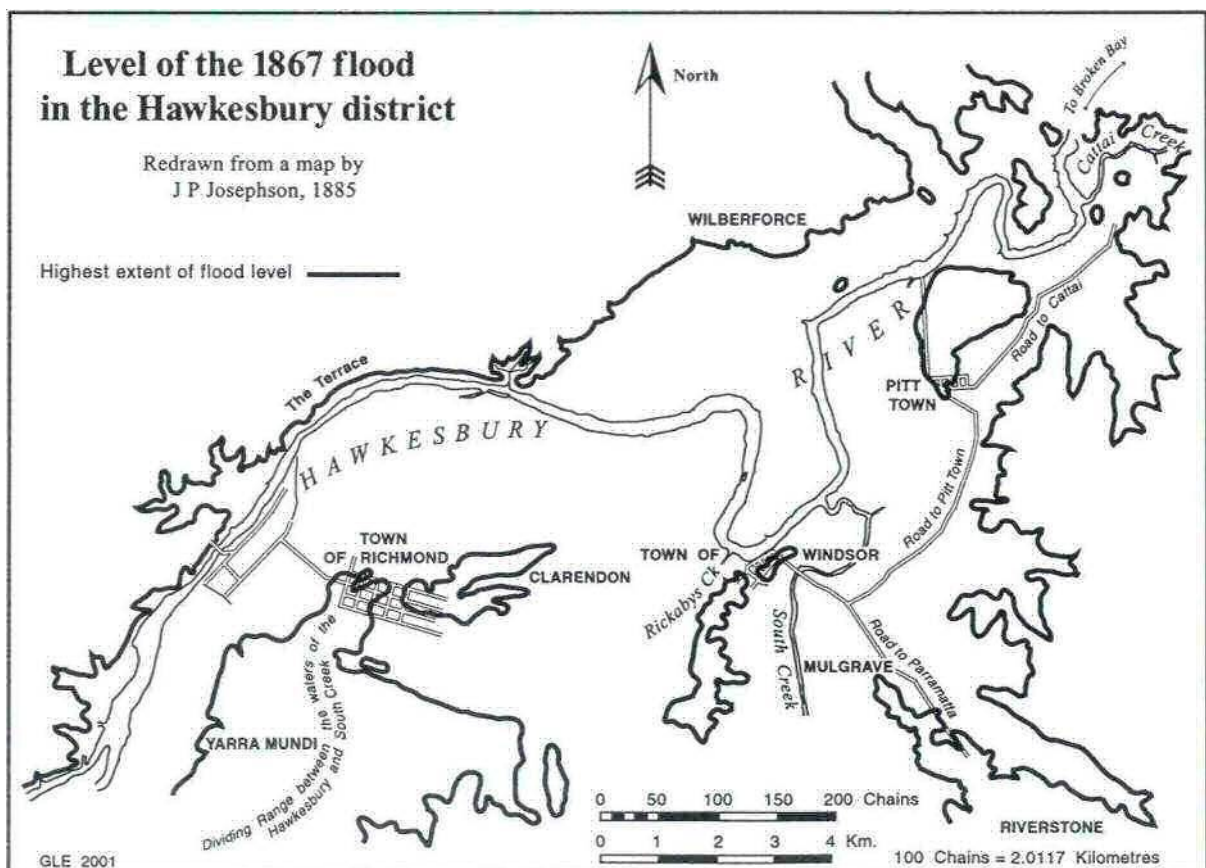 Level of the 1867 flood
in the Hawkesbury district
Redrawn from a map by
J P Josephson, 1885
Highest extent of flood level
North
To Broken Bay
Cattai Creek
WILBERFORCE
The Terrace
HAWKESBURY
RIVER
Road to Cattai
PITT
TOWN
Road to Pitt Town
TOWN
OF RICHMOND
CLARENDON
TOWN OF WINDSOR
Rickabys Ck
South Creek
MULGRAVE
Road to Parramatta
YARRA MUNDI
Dividing Range between the waters of the
Hawkesbury and South Creek
RIVERSTONE
0 50 100 150 200 Chains
0 1 2 3 4 Km.
100 Chains = 2.0117 Kilometres
GLE 2001